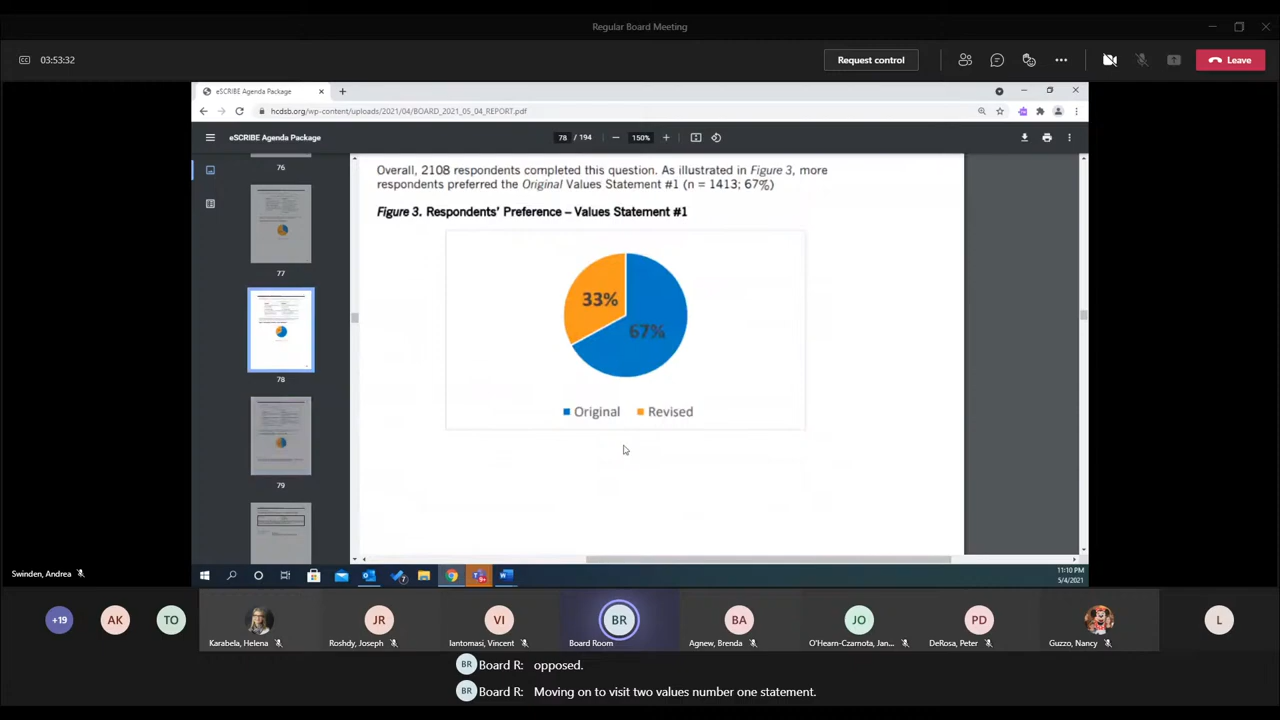 Regular Board Meeting
CC 03:53:32
Request control
Leave
eSCRIBE Agenda Package
hcdsb.org/wp-content/uploads/2021/04/BOARD_2021_05_04_REPORT.pdf
eSCRIBE Agenda Package
78 / 194
150%
76
77
78
79
Overall, 2108 respondents completed this question. As illustrated in Figure 3, more
respondents preferred the Original Values Statement #1 (n = 1413; 67%)
Figure 3. Respondents' Preference – Values Statement #1
33%
67%
Original Revised
11:10 PM
5/4/2021
Swinden, Andrea
+19 AK TO JR VI BR BA JO PD L
Karabela, Helena
Roshdy, Joseph
Iantomasi, Vincent
Board Room
Agnew, Brenda
O'Hearn-Czarnota, Jan...
DeRosa, Peter
Guzzo, Nancy
BR Board R: opposed.
BR Board R: Moving on to visit two values number one statement.